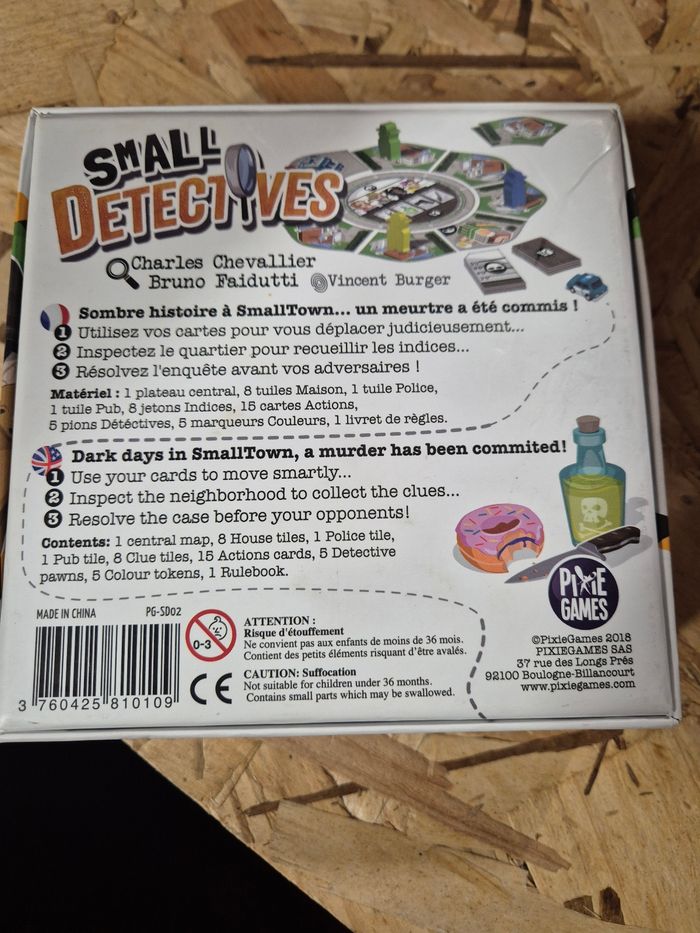 SMALL
DETECTIVES
Charles Chevallier
Bruno Faidutti Vincent Burger
Sombre histoire à SmallTown... un meurtre a été commis !
1 Utilisez vos cartes pour vous déplacer judicieusement...
2 Inspectez le quartier pour recueillir les indices...
3 Résolvez l'enquête avant vos adversaires !
Matériel : 1 plateau central, 8 tuiles Maison, 1 tuile Police,
1 tuile Pub, 8 jetons Indices, 15 cartes Actions,
5 pions Détéctives, 5 marqueurs Couleurs, 1 livret de règles.
Dark days in SmallTown, a murder has been commited!
1 Use your cards to move smartly...
2 Inspect the neighborhood to collect the clues...
3 Resolve the case before your opponents!
Contents: 1 central map, 8 House tiles, 1 Police tile,
1 Pub tile, 8 Clue tiles, 15 Actions cards, 5 Detective
pawns, 5 Colour tokens, 1 Rulebook.
PIXIE
GAMES
MADE IN CHINA PG-SD02
3 760425 810109
0-3
CE
ATTENTION :
Risque d'étouffement
Ne convient pas aux enfants de moins de 36 mois.
Contient des petits éléments risquant d'être avalés.
CAUTION: Suffocation
Not suitable for children under 36 months.
Contains small parts which may be swallowed.
©PixieGames 2018
PIXIEGAMES SAS
37 rue des Longs Prés
92100 Boulogne-Billancourt
www.pixiegames.com